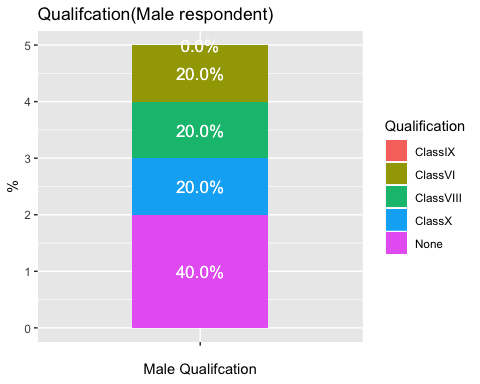 Qualifcation(Male respondent)
5
4
3
2
1
0
%
0.0%
20.0%
20.0%
20.0%
40.0%
Male Qualifcation
Qualification
ClassIX
ClassVI
ClassVIII
ClassX
None